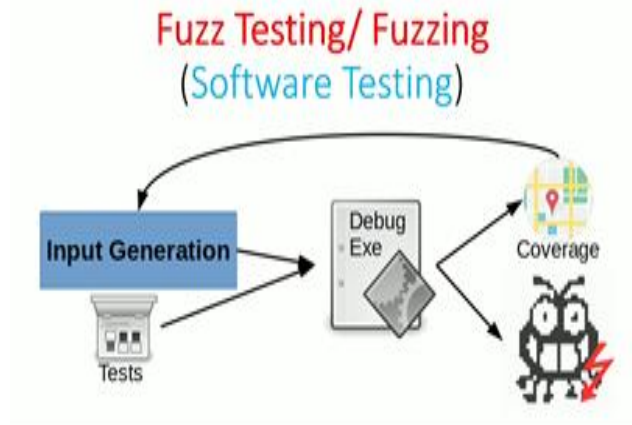 Fuzz Testing/ Fuzzing
(Software Testing)
Input Generation
Tests
Debug
Exe
Coverage